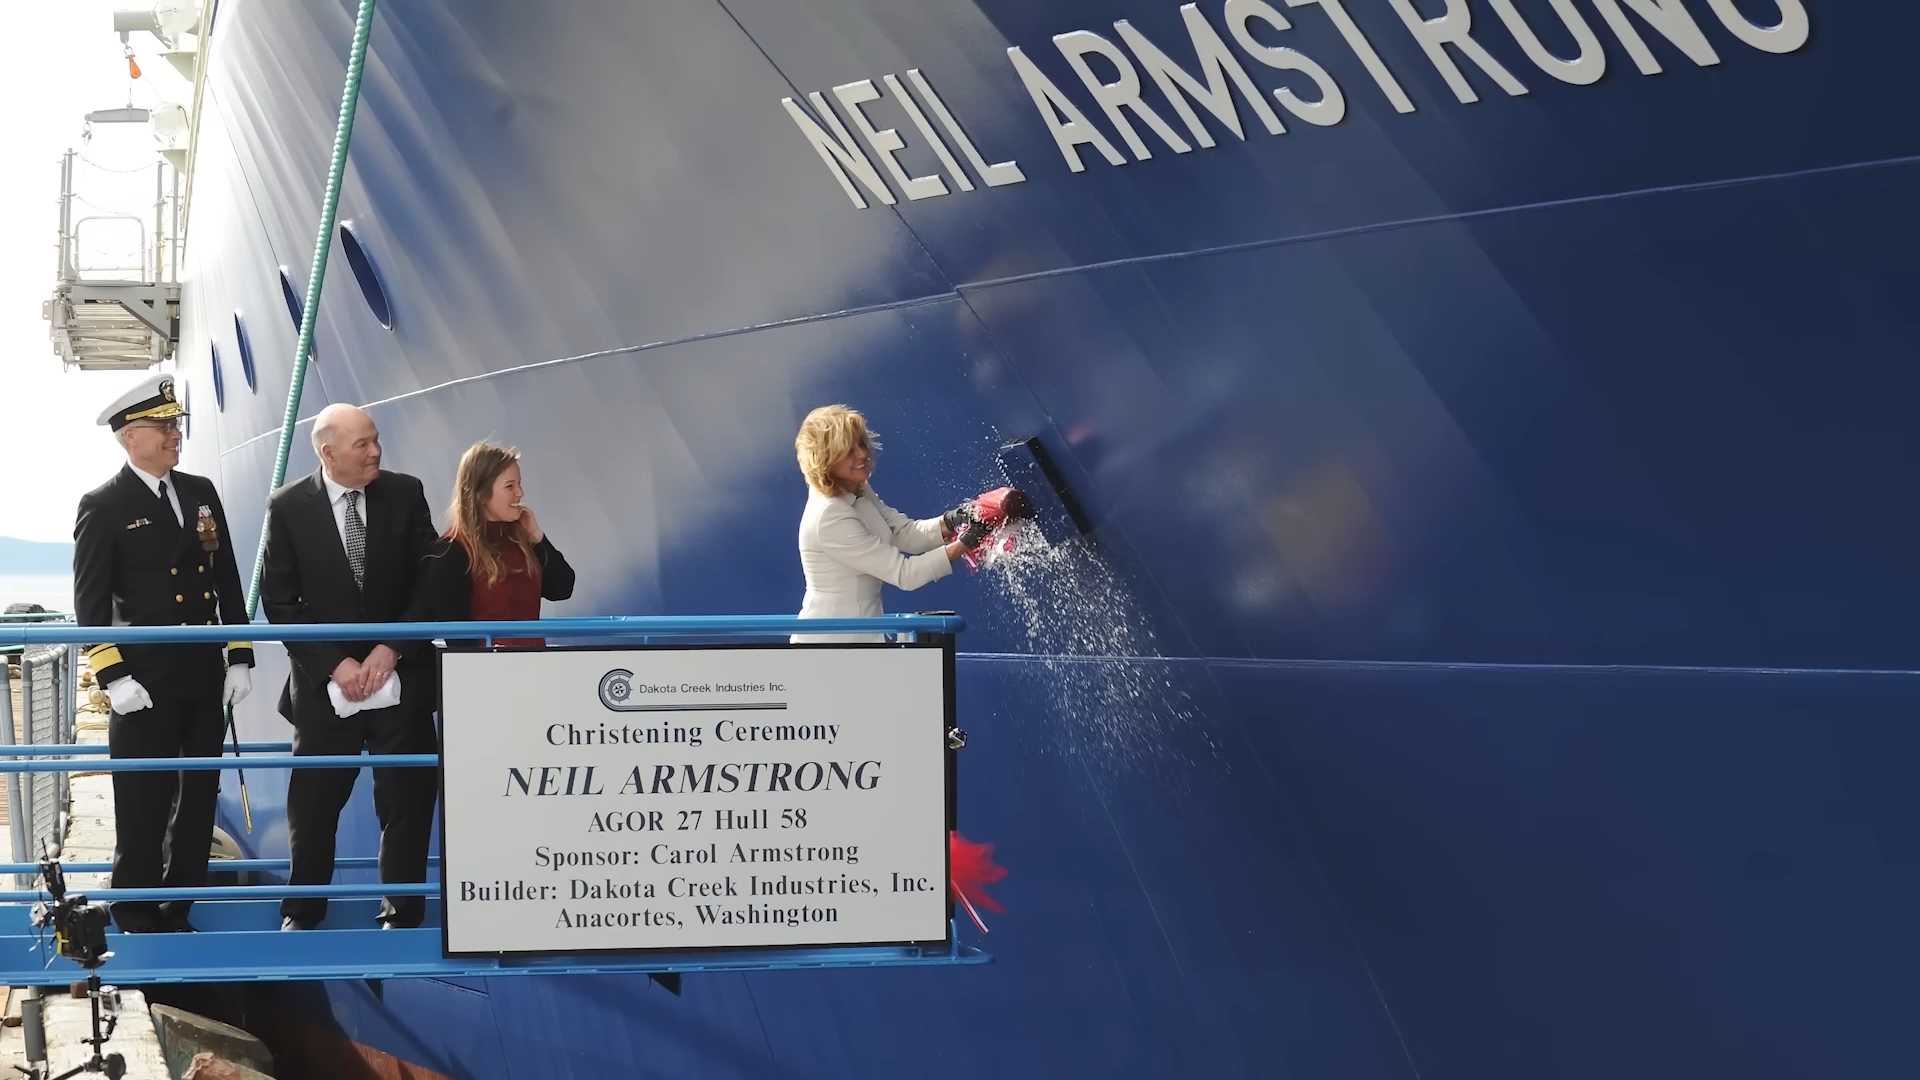 NEIL ARMSTRONG
Dakota Creek Industries Inc.
Christening Ceremony
NEIL ARMSTRONG
AGOR 27 Hull 58
Sponsor: Carol Armstrong
Builder: Dakota Creek Industries, Inc.
Anacortes, Washington